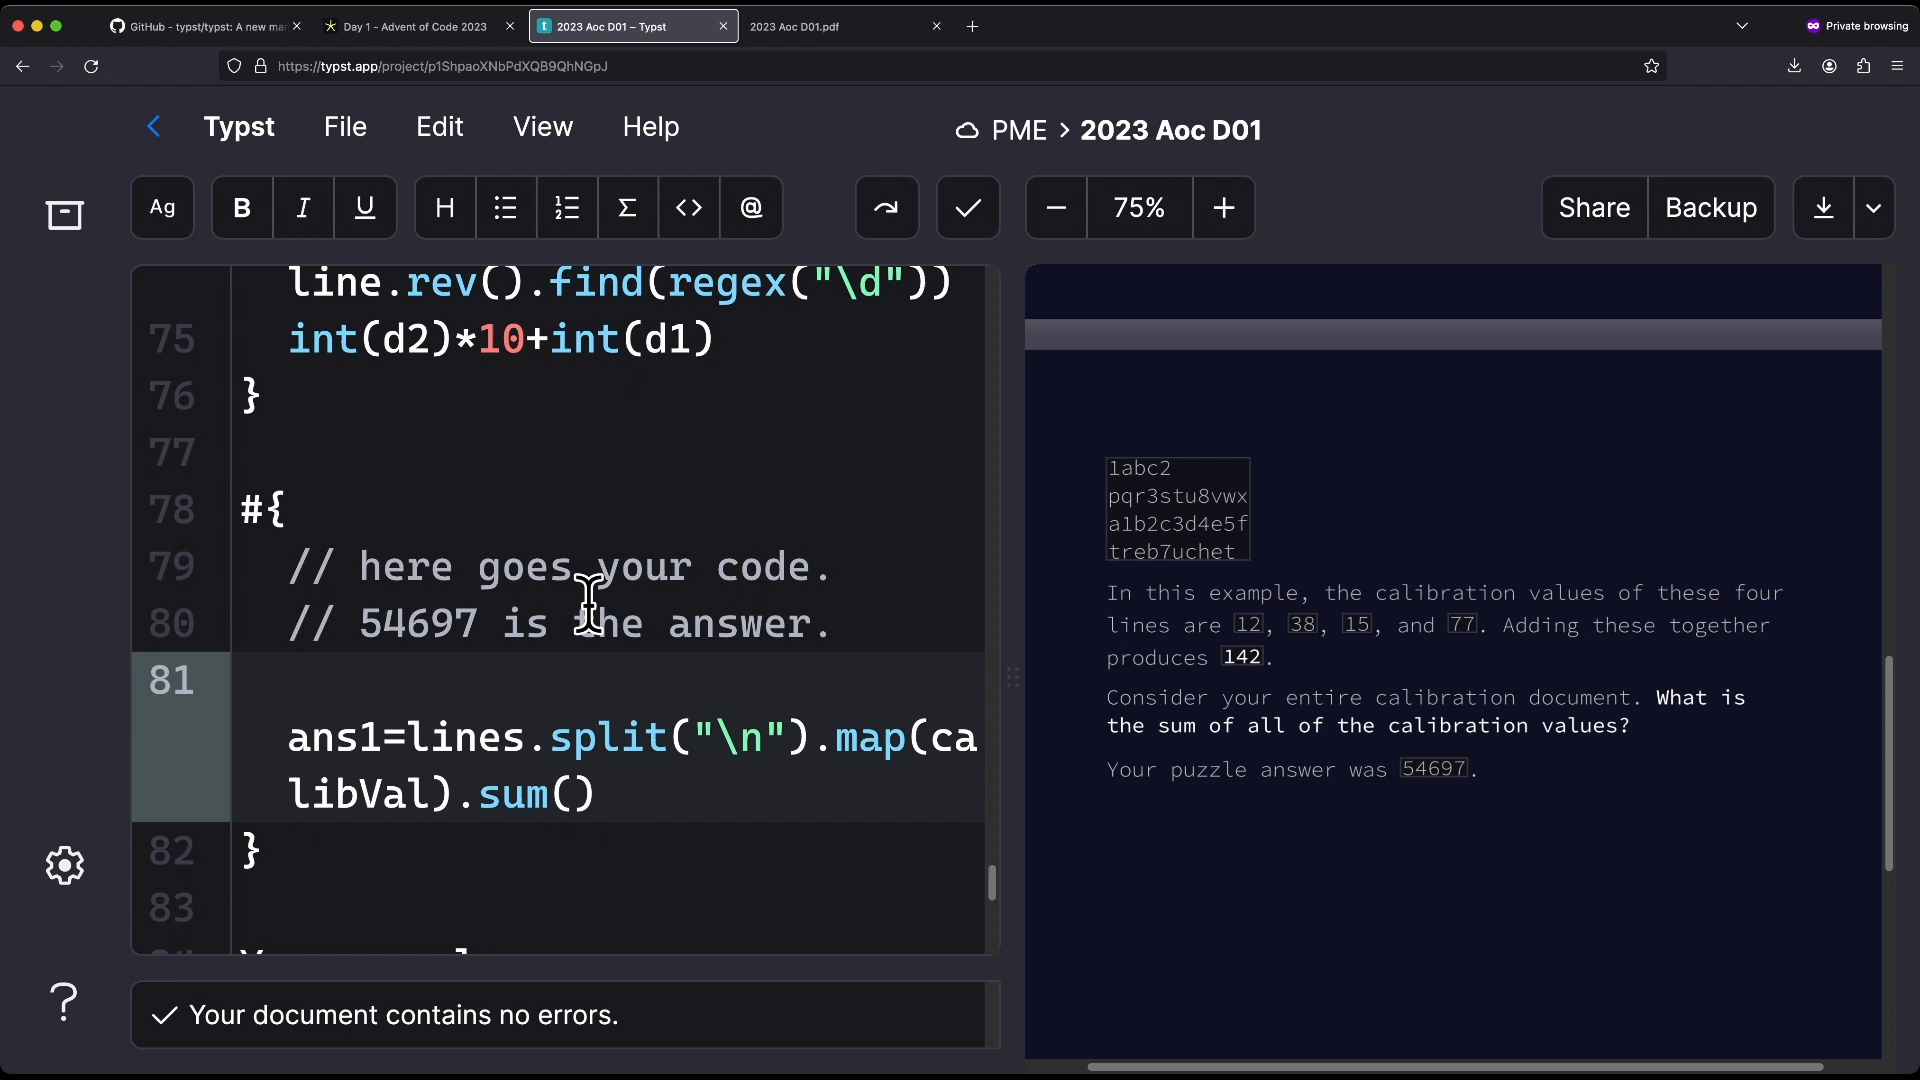 GitHub - typst/typst: A new mar
Day 1 - Advent of Code 2023
2023 Aoc D01 – Typst
2023 Aoc D01.pdf
Private browsing
https://typst.app/project/p1ShpaoXNbPdXQB9QhNGpJ
Typst File Edit View Help
PME > 2023 Aoc D01
Ag B I U H Σ <> @
75%
Share Backup
line.rev().find(regex("\d"))
75 int(d2)*10+int(d1)
76 }
77
78 #{
79 // here goes your code.
80 // 54697 is the answer.
81
ans1=lines.split("\n").map(ca
libVal).sum()
82 }
83
Your document contains no errors.
1abc2
pqr3stu8vwx
a1b2c3d4e5f
treb7uchet
In this example, the calibration values of these four
lines are 12, 38, 15, and 77. Adding these together
produces 142.
Consider your entire calibration document. What is
the sum of all of the calibration values?
Your puzzle answer was 54697.